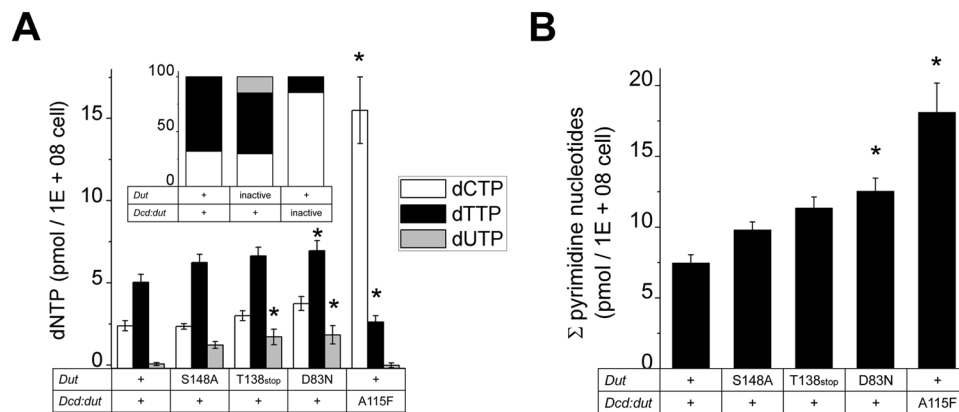 A
dNTP (pmol / 1E + 08 cell)
15
10
5
0
*
100
50
0
Dut + inactive +
Dcd:dut + + inactive
dCTP
dTTP
dUTP
* * * * *
Dut + S148A T138stop D83N +
Dcd:dut + + + + A115F
B
Σ pyrimidine nucleotides
(pmol / 1E + 08 cell)
20
15
10
5
0
*
*
Dut + S148A T138stop D83N +
Dcd:dut + + + + A115F